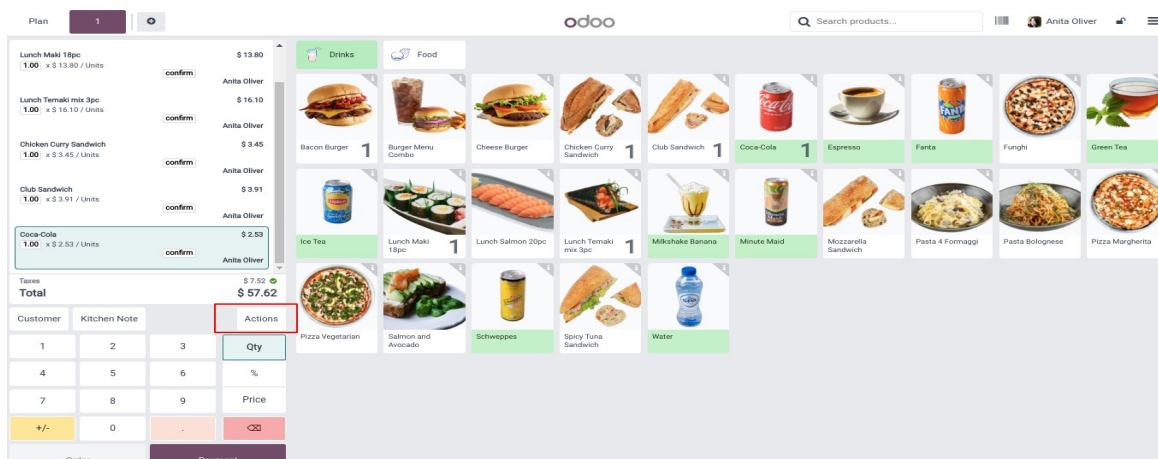 Plan
1
odoo
Search products...
Anita Oliver
Lunch Maki 18pc
$ 13.80
1.00 x $ 13.80 / Units
confirm
Anita Oliver
Lunch Temaki mix 3pc
$ 16.10
1.00 x $ 16.10 / Units
confirm
Anita Oliver
Chicken Curry Sandwich
$ 3.45
1.00 x $ 3.45 / Units
confirm
Anita Oliver
Club Sandwich
$ 3.91
1.00 x $ 3.91 / Units
confirm
Anita Oliver
Coca-Cola
$ 2.53
1.00 x $ 2.53 / Units
confirm
Anita Oliver
Taxes
$ 7.52
Total
$ 57.62
Customer
Kitchen Note
Actions
1
2
3
Qty
4
5
6
%
7
8
9
Price
+/-
0
.
Drinks
Food
Bacon Burger
1
Burger Menu
Combo
Cheese Burger
Chicken Curry
Sandwich
1
Club Sandwich
1
Coca-Cola
1
Espresso
Fanta
Funghi
Green Tea
Ice Tea
Lunch Maki
18pc
1
Lunch Salmon 20pc
Lunch Temaki
mix 3pc
1
Milkshake Banana
Minute Maid
Mozzarella
Sandwich
Pasta 4 Formaggi
Pasta Bolognese
Pizza Margherita
Pizza Vegetarian
Salmon and
Avocado
Schweppes
Spicy Tuna
Sandwich
Water